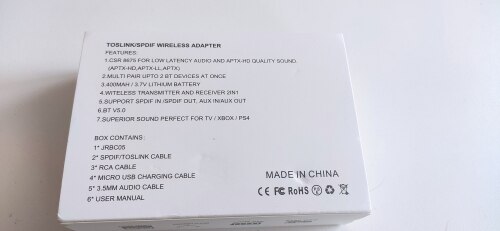 TOSLINK/SPDIF WIRELESS ADAPTER
FEATURES:
1.CSR 8675 FOR LOW LATENCY AUDIO AND APTX-HD QUALITY SOUND.
(APTX-HD,APTX-LL,APTX)
2.MULTI PAIR UPTO 2 BT DEVICES AT ONCE
3.400MAH / 3.7V LITHIUM BATTERY
4.WITELESS TRANSMITTER AND RECEIVER 2IN1
5.SUPPORT SPDIF IN /SPDIF OUT, AUX IN/AUX OUT
6.BT V5.0
7.SUPERIOR SOUND PERFECT FOR TV / XBOX / PS4
BOX CONTAINS:
1* JRBC05
2* SPDIF/TOSLINK CABLE
3* RCA CABLE
4* MICRO USB CHARGING CABLE
5* 3.5MM AUDIO CABLE
6* USER MANUAL
MADE IN CHINA
CE FC RoHS